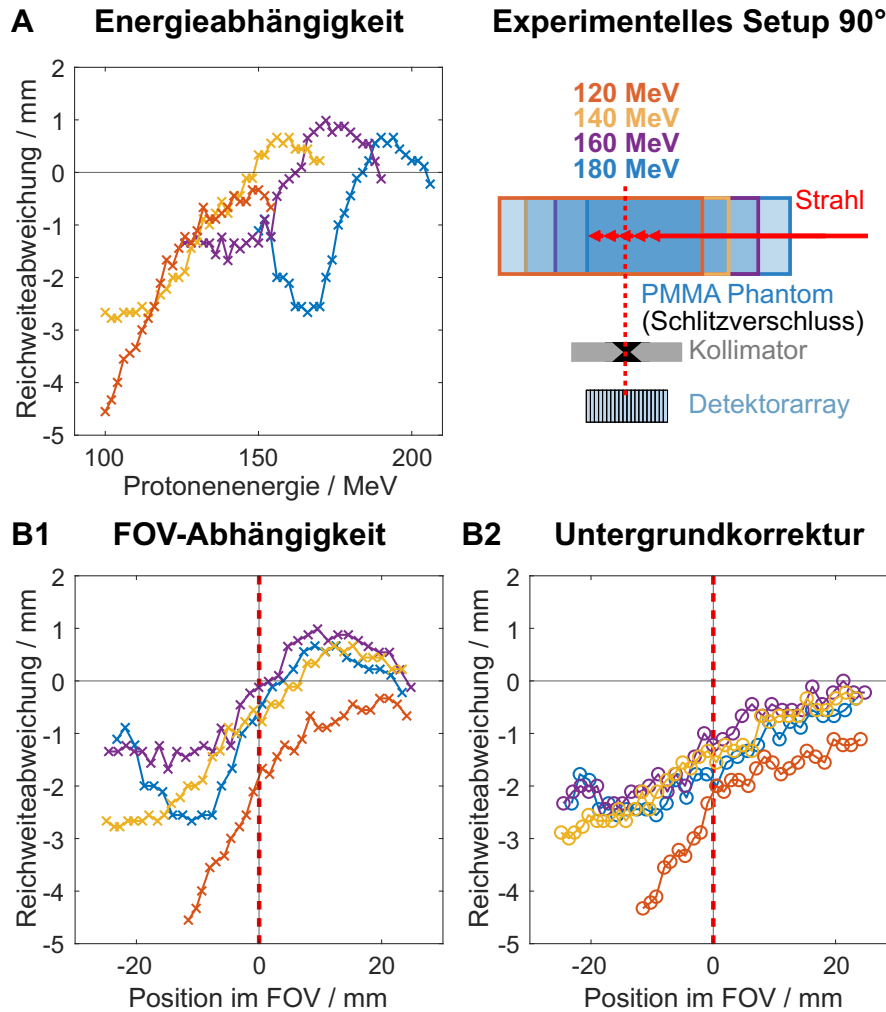 A Energieabhängigkeit
Reichweiteabweichung / mm
2
1
0
-1
-2
-3
-4
-5
100 150 200
Protonenenergie / MeV
Experimentelles Setup 90°
120 MeV
140 MeV
160 MeV
180 MeV
Strahl
PMMA Phantom
(Schlitzverschluss)
Kollimator
Detektorarray
B1 FOV-Abhängigkeit
Reichweiteabweichung / mm
2
1
0
-1
-2
-3
-4
-5
-20 0 20
Position im FOV / mm
B2 Untergrundkorrektur
Reichweiteabweichung / mm
2
1
0
-1
-2
-3
-4
-5
-20 0 20
Position im FOV / mm